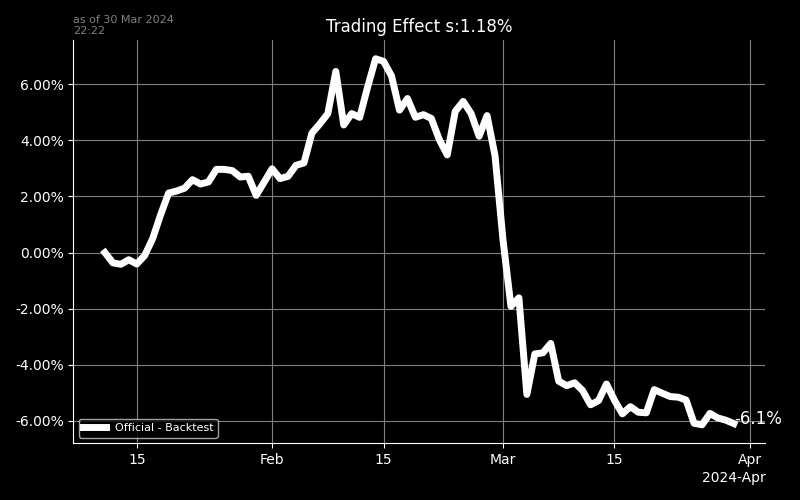 as of 30 Mar 2024
22:22
Trading Effect s:1.18%
6.00%
4.00%
2.00%
0.00%
-2.00%
-4.00%
-6.00%
-6.1%
Official - Backtest
15
Feb
15
Mar
15
Apr
2024-Apr